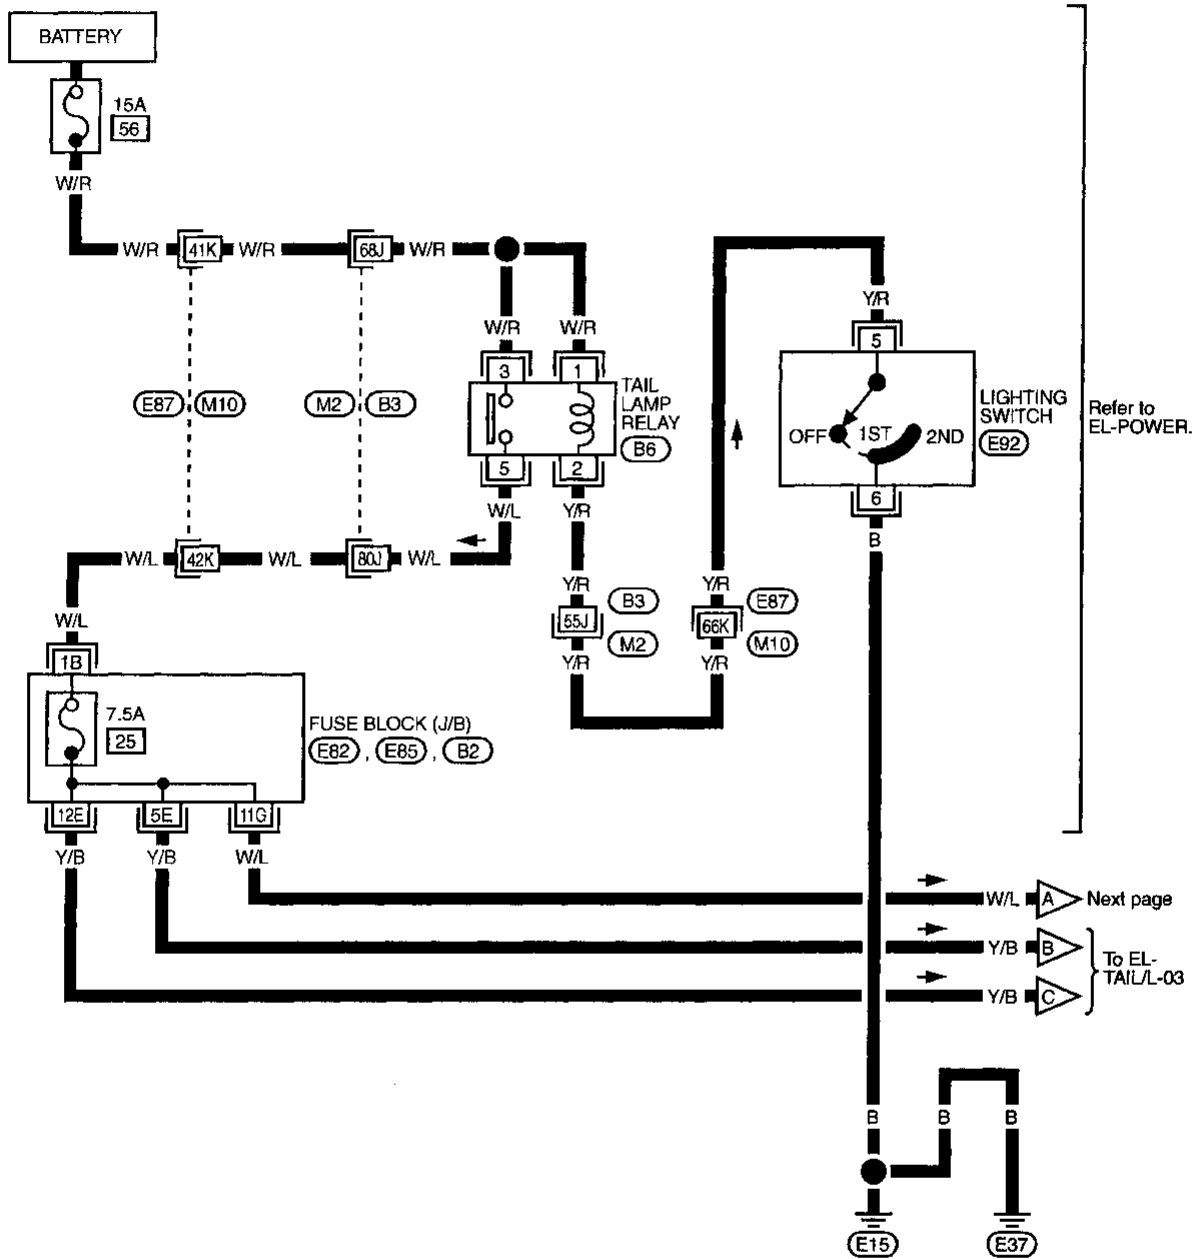 BATTERY
15A
56
W/R
W/R 41K W/R 68J W/R
Y/R
W/R W/R
5
3 1
TAIL
LAMP
RELAY
B6
LIGHTING
SWITCH
E92
OFF 1ST 2ND
Refer to
EL-POWER.
E87 M10 M2 B3
5 2
6
W/L Y/R
B
W/L 42K W/L 80J W/L
Y/R Y/R
B3 E87
55J 66K
M2 M10
W/L
Y/R Y/R
1B
7.5A
25
FUSE BLOCK (J/B)
E82 , E85 , B2
12E 5E 11G
Y/B Y/B W/L
W/L A Next page
Y/B B
To EL-
TAIL/L-03
Y/B C
B B B
E15 E37